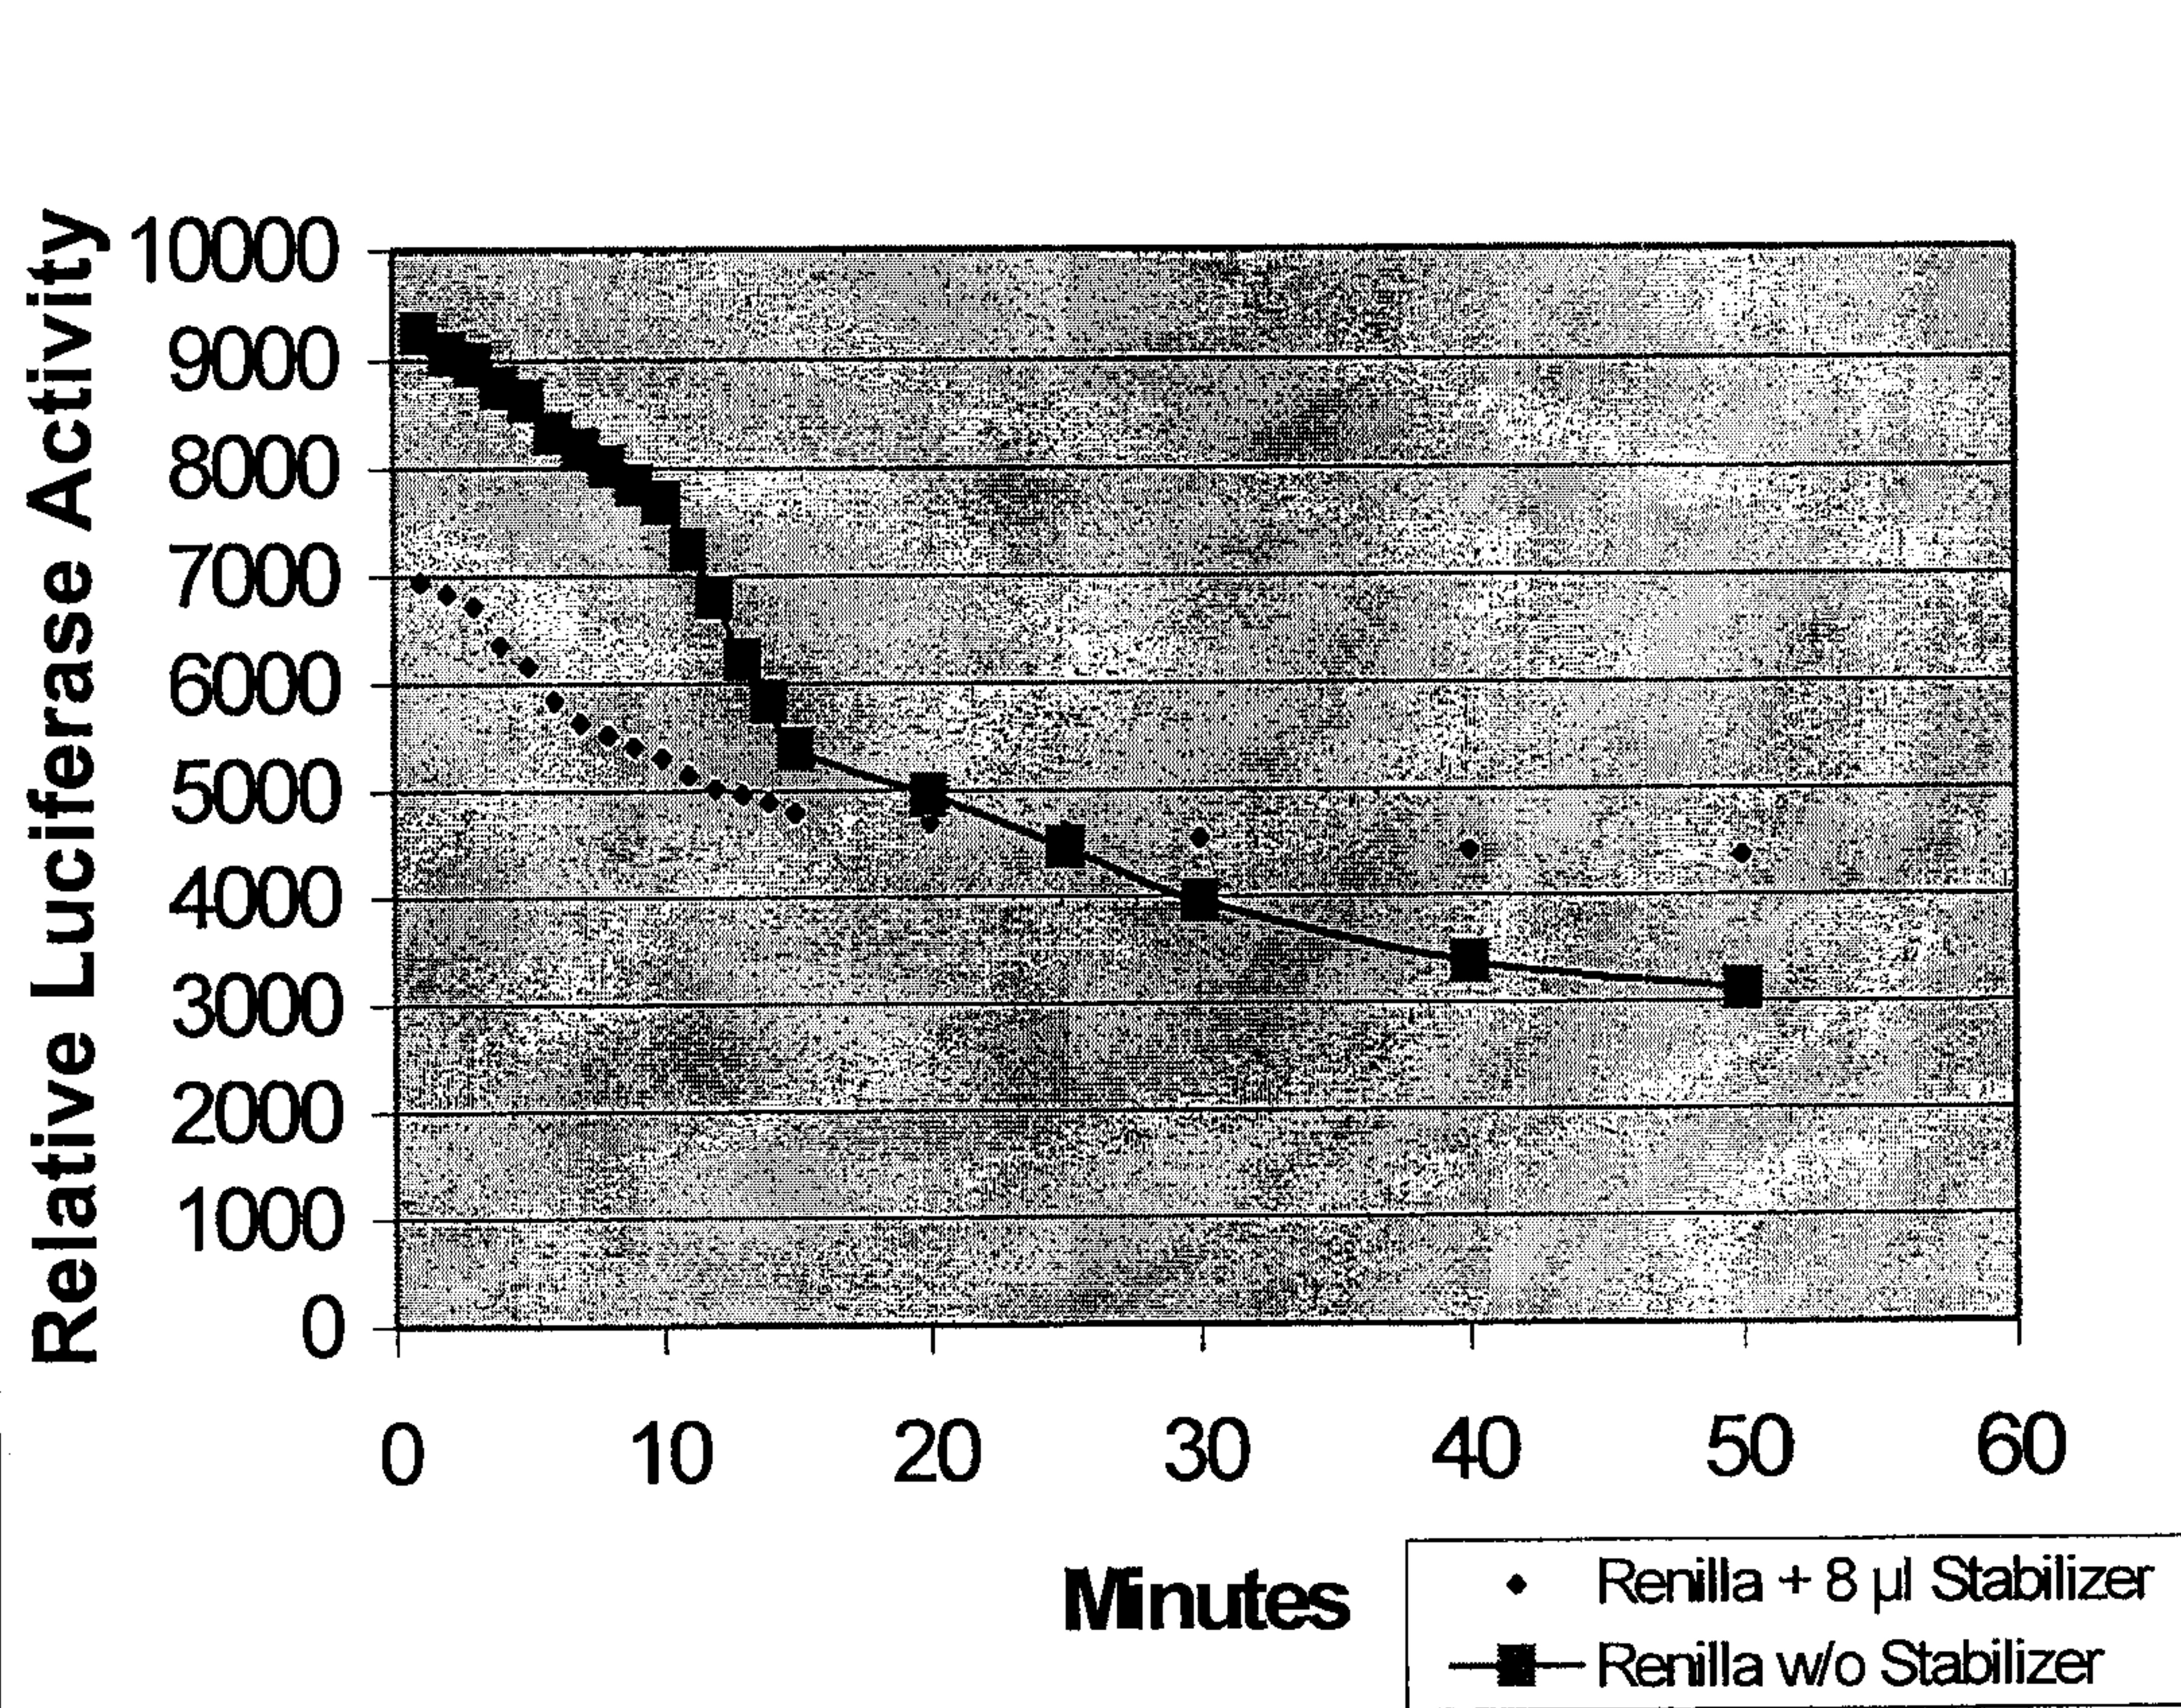 Relative Luciferase Activity
10000
9000
8000
7000
6000
5000
4000
3000
2000
1000
0
0 10 20 30 40 50 60
Minutes
Renilla + 8 µl Stabilizer
Renilla w/o Stabilizer